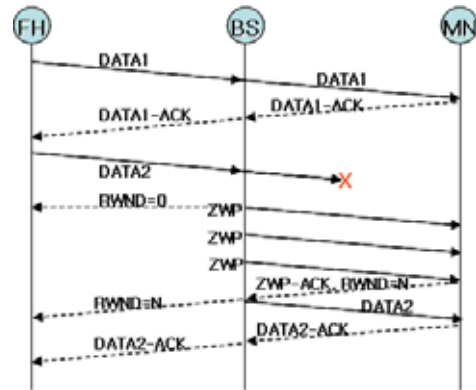 FH BS MN
DATA1
DATA1
DATA1-ACK
DATA1-ACK
DATA2
X
RWND=0
ZWP
ZWP
ZWP
ZWP-ACK, RWND=N
RWND=N
DATA2
DATA2-ACK
DATA2-ACK